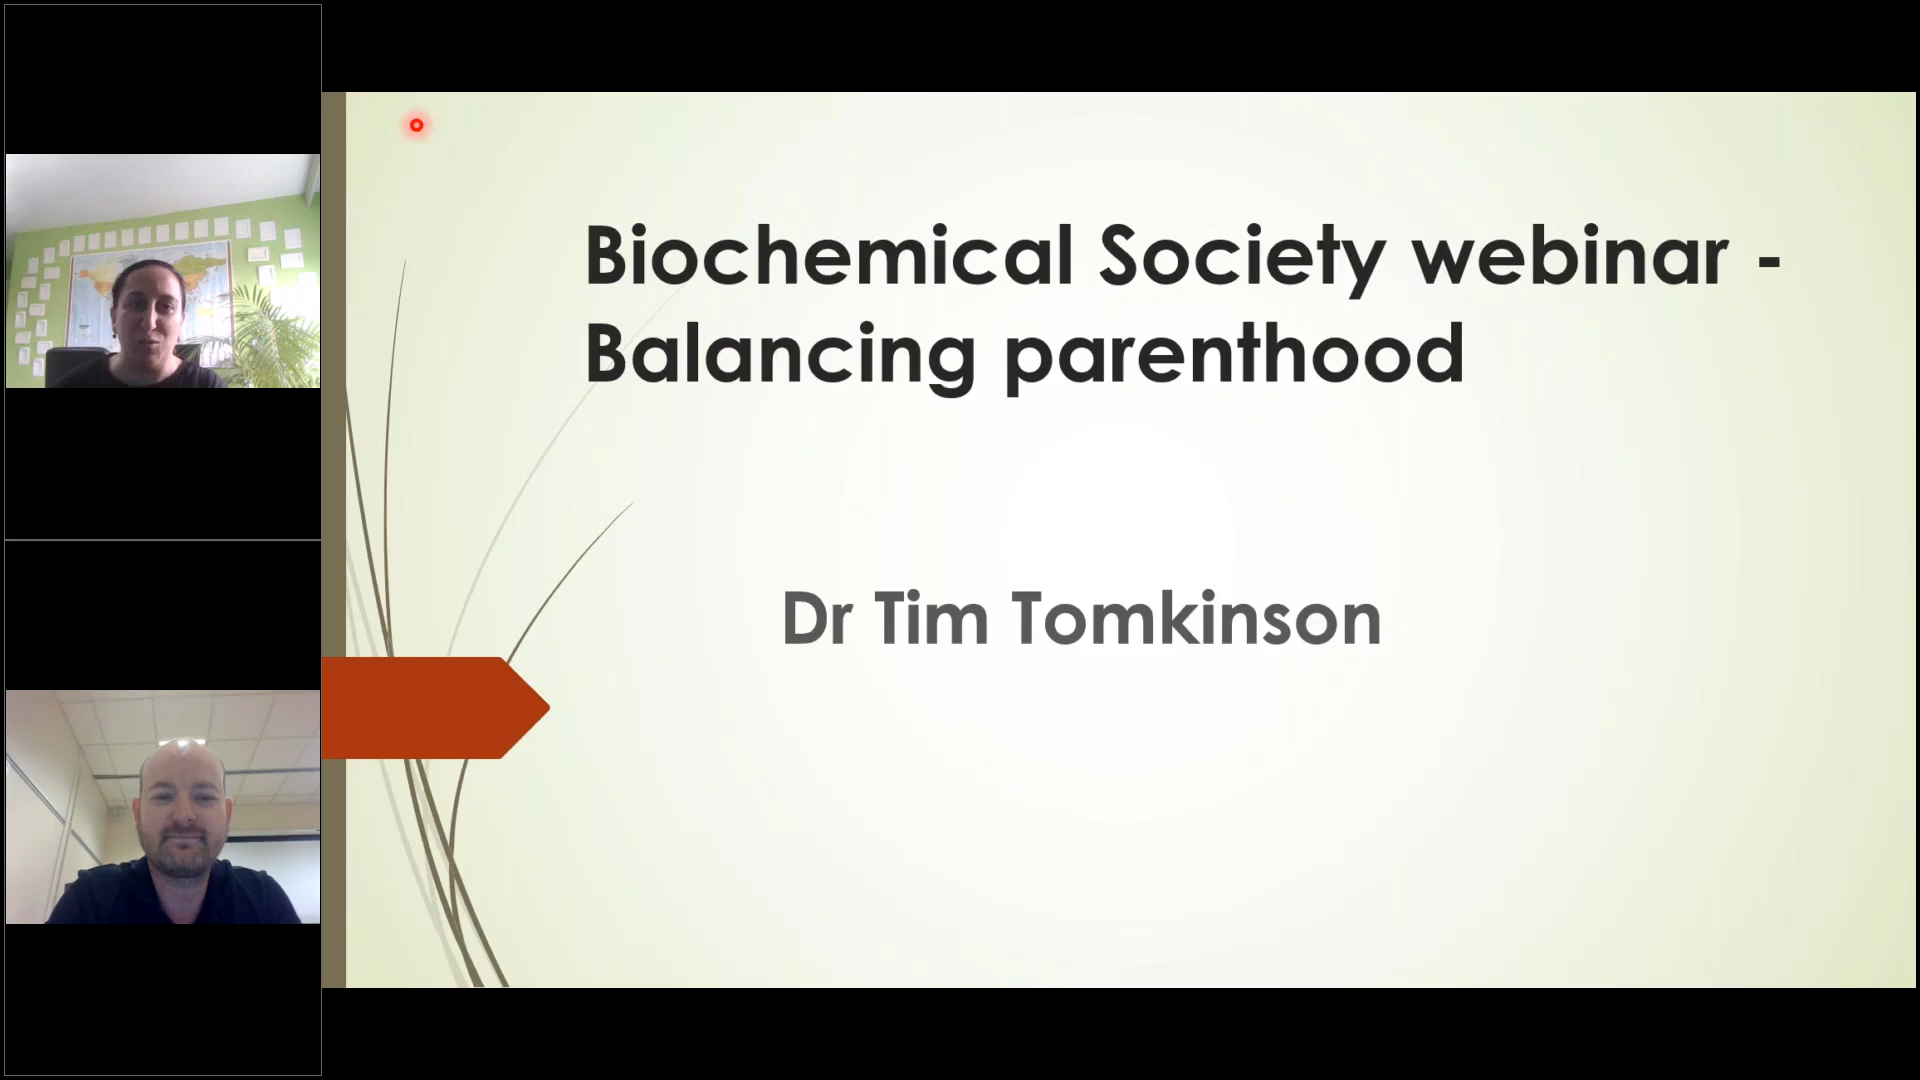 Biochemical Society webinar -
Balancing parenthood
Dr Tim Tomkinson